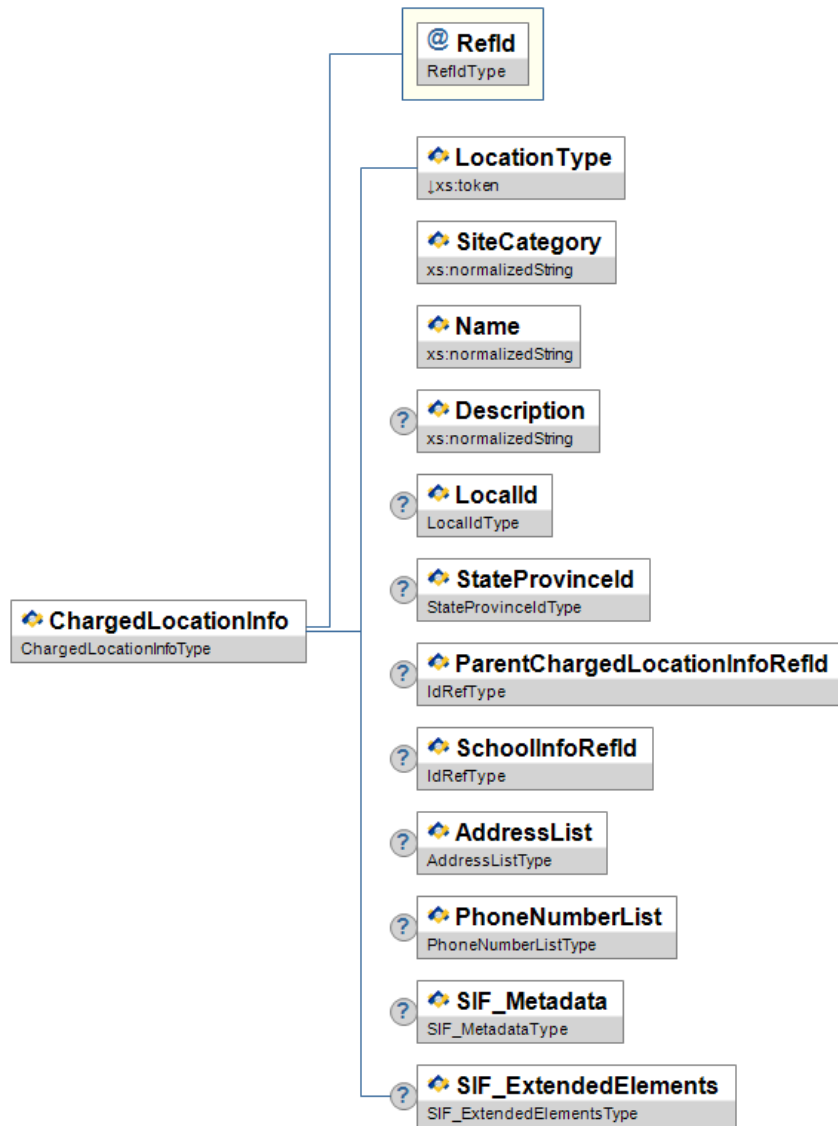 @ RefId
RefIdType
LocationType
↓xs:token
SiteCategory
xs:normalizedString
Name
xs:normalizedString
? Description
xs:normalizedString
? LocalId
LocalIdType
? StateProvinceId
StateProvinceIdType
ChargedLocationInfo
ChargedLocationInfoType
? ParentChargedLocationInfoRefId
IdRefType
? SchoolInfoRefId
IdRefType
? AddressList
AddressListType
? PhoneNumberList
PhoneNumberListType
? SIF_Metadata
SIF_MetadataType
? SIF_ExtendedElements
SIF_ExtendedElementsType